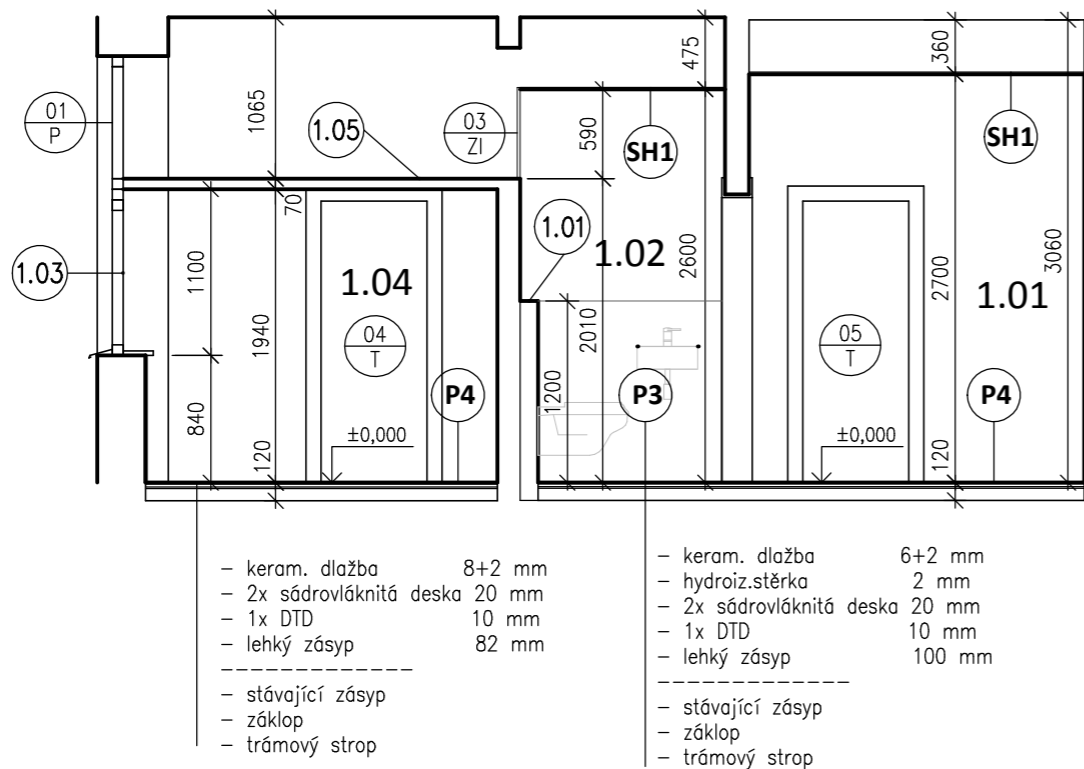 360
475
01
P
1065
03
ZI
590
1.05
SH1
SH1
70
1.01
1.02
1.03
1100
1.04
2600
2700
3060
1.01
1940
04
T
2010
05
T
840
P4
1200
P3
P4
±0,000
±0,000
120
120
– keram. dlažba 8+2 mm
– 2x sádrovláknitá deska 20 mm
– 1x DTD 10 mm
– lehký zásyp 82 mm
–––––––––––––
– stávající zásyp
– záklop
– trámový strop
– keram. dlažba 6+2 mm
– hydroiz.stěrka 2 mm
– 2x sádrovláknitá deska 20 mm
– 1x DTD 10 mm
– lehký zásyp 100 mm
–––––––––––––
– stávající zásyp
– záklop
– trámový strop